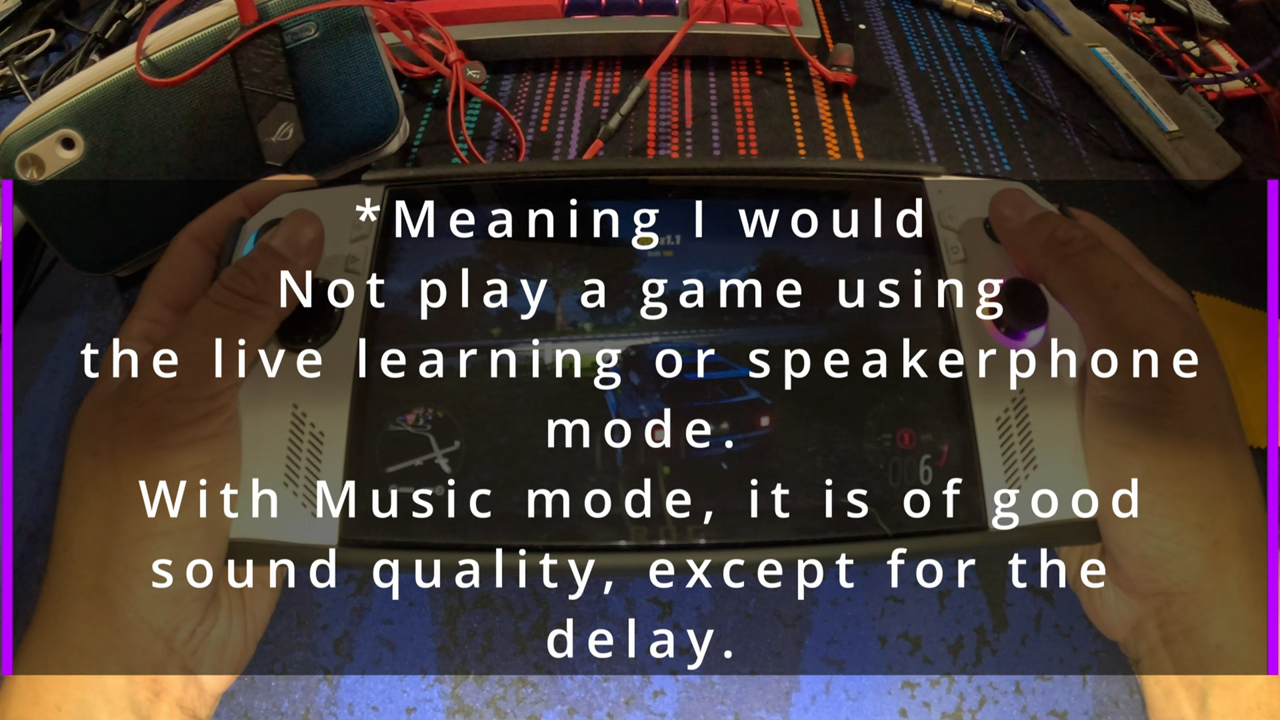 *Meaning I would
Not play a game using
the live learning or speakerphone
mode.
With Music mode, it is of good
sound quality, except for the
delay.